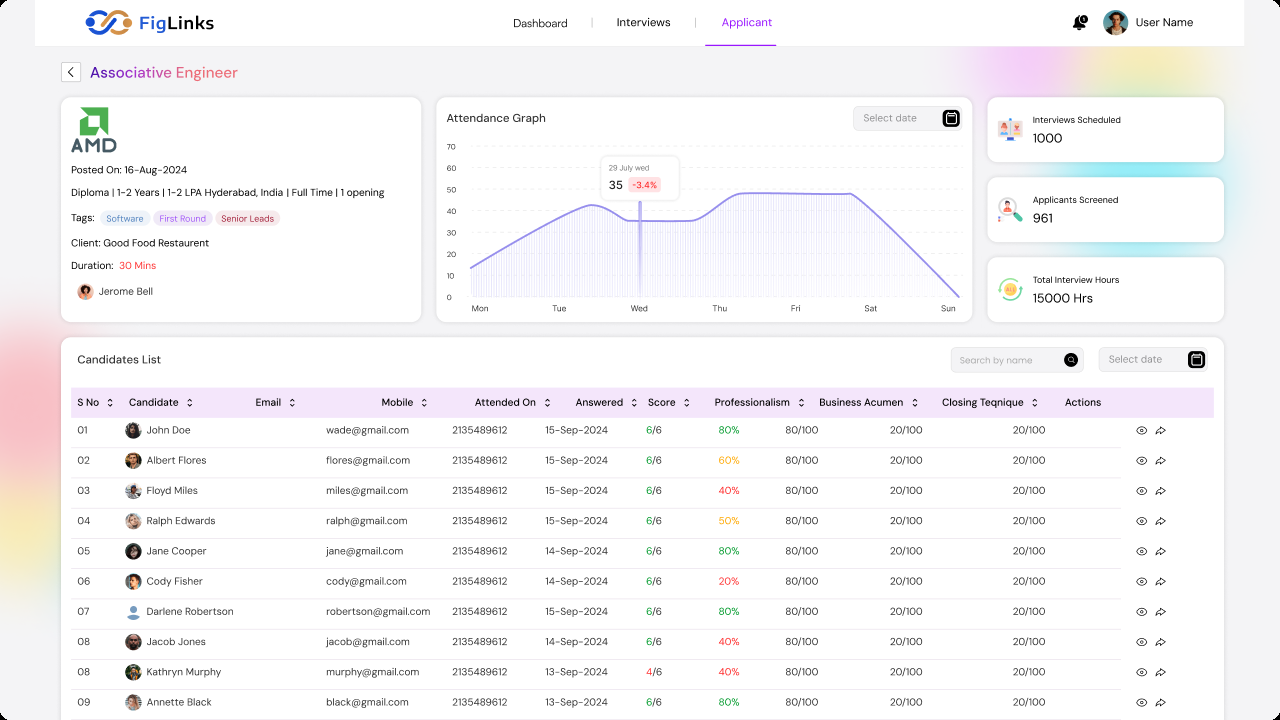 FigLinks
Dashboard | Interviews | Applicant
User Name
Associative Engineer
AMD
Posted On: 16-Aug-2024
Diploma | 1-2 Years | 1-2 LPA Hyderabad, India | Full Time | 1 opening
Tags: Software First Round Senior Leads
Client: Good Food Restaurent
Duration: 30 Mins
Jerome Bell
Attendance Graph
Select date
70
60
50
40
30
20
10
0
29 July wed
35 -3.4%
Mon Tue Wed Thu Fri Sat Sun
Interviews Scheduled
1000
Applicants Screened
961
Total Interview Hours
15000 Hrs
Candidates List
Search by name
Select date
S No Candidate Email Mobile Attended On Answered Score Professionalism Business Acumen Closing Teqnique Actions
01 John Doe wade@gmail.com 2135489612 15-Sep-2024 6/6 80% 80/100 20/100 20/100
02 Albert Flores flores@gmail.com 2135489612 15-Sep-2024 6/6 60% 80/100 20/100 20/100
03 Floyd Miles miles@gmail.com 2135489612 15-Sep-2024 6/6 40% 80/100 20/100 20/100
04 Ralph Edwards ralph@gmail.com 2135489612 15-Sep-2024 6/6 50% 80/100 20/100 20/100
05 Jane Cooper jane@gmail.com 2135489612 14-Sep-2024 6/6 80% 80/100 20/100 20/100
06 Cody Fisher cody@gmail.com 2135489612 14-Sep-2024 6/6 20% 80/100 20/100 20/100
07 Darlene Robertson robertson@gmail.com 2135489612 15-Sep-2024 6/6 80% 80/100 20/100 20/100
08 Jacob Jones jacob@gmail.com 2135489612 14-Sep-2024 6/6 40% 80/100 20/100 20/100
08 Kathryn Murphy murphy@gmail.com 2135489612 13-Sep-2024 4/6 40% 80/100 20/100 20/100
09 Annette Black black@gmail.com 2135489612 13-Sep-2024 6/6 80% 80/100 20/100 20/100